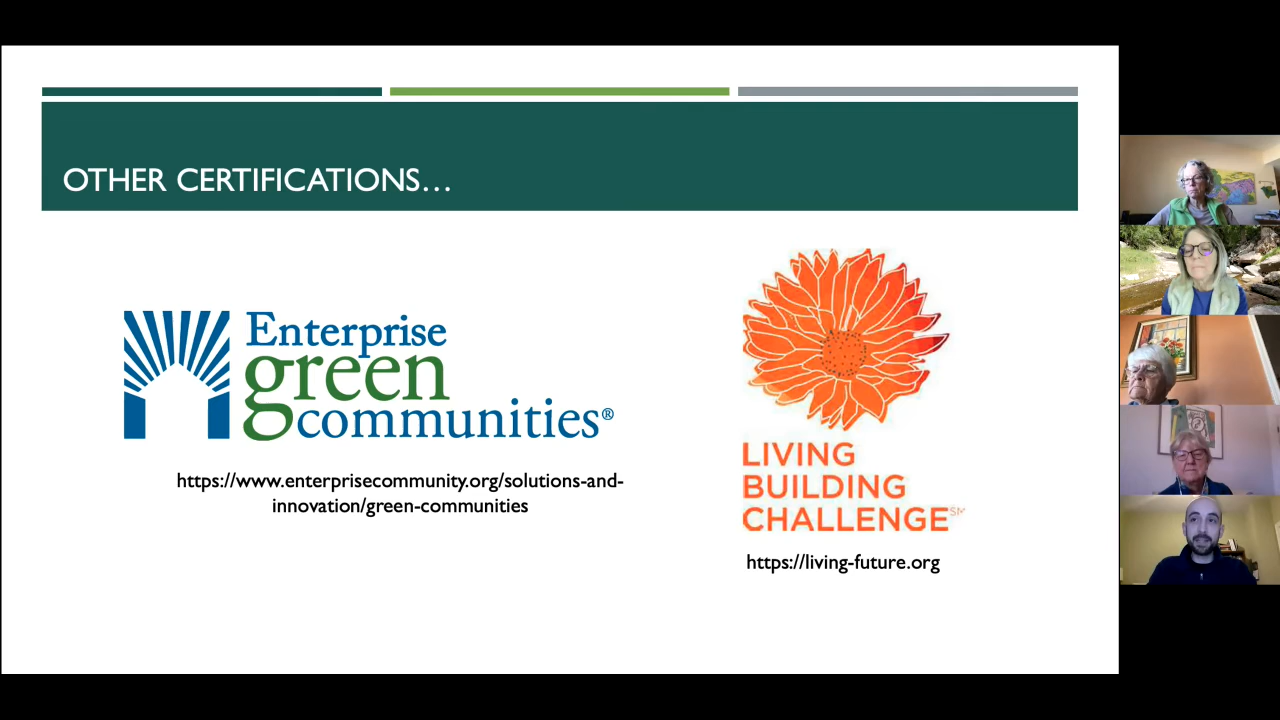 OTHER CERTIFICATIONS…
Enterprise
green
communities®
https://www.enterprisecommunity.org/solutions-and-
innovation/green-communities
LIVING
BUILDING
CHALLENGE℠
https://living-future.org